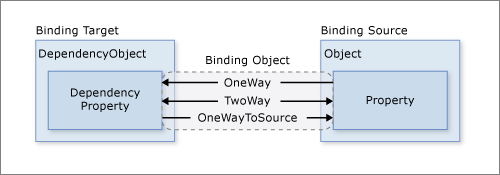 Binding Target
Binding Source
DependencyObject
Binding Object
Object
Dependency
Property
OneWay
TwoWay
OneWayToSource
Property